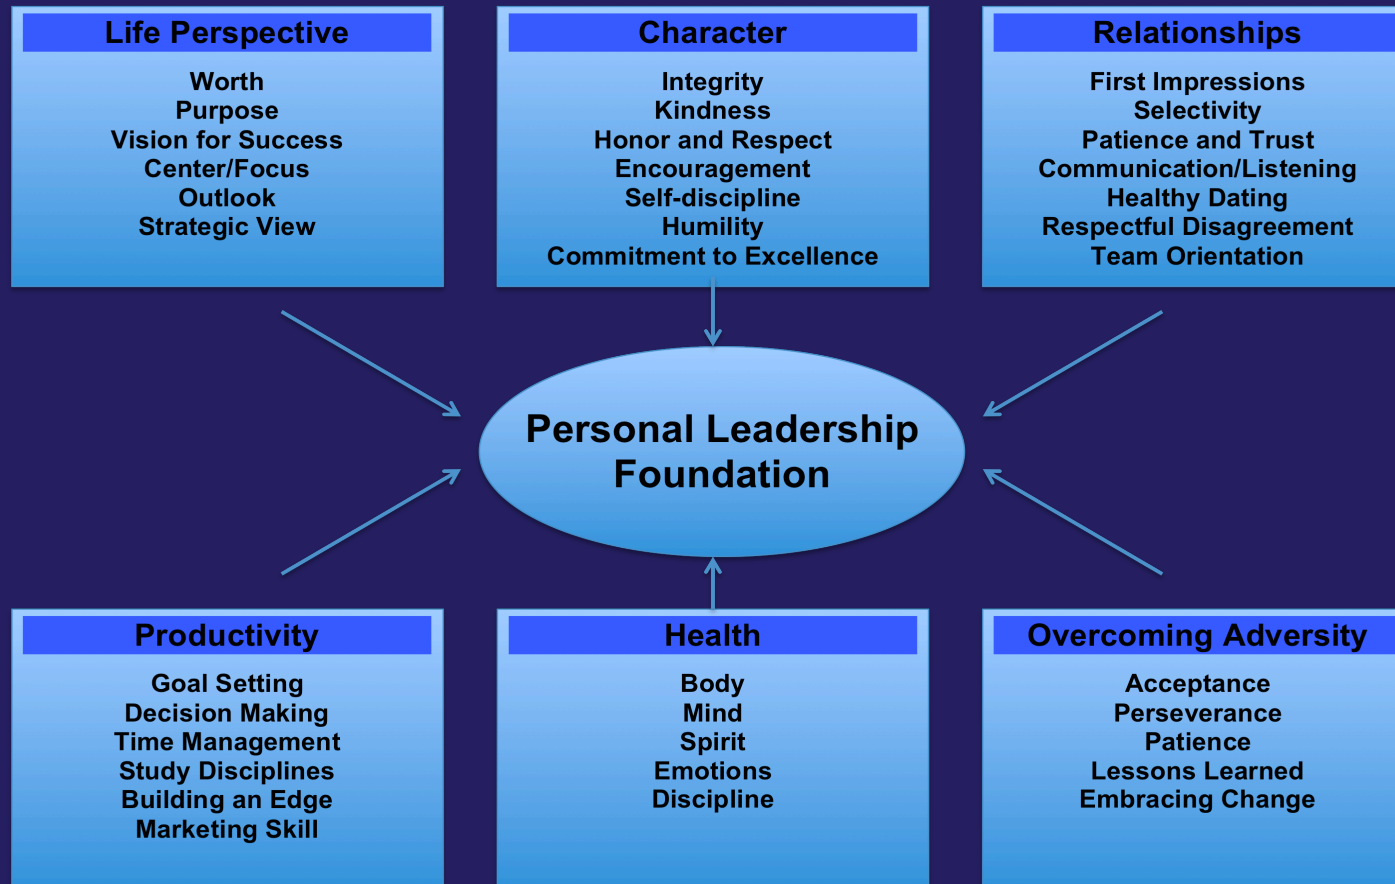 Life Perspective
Worth
Purpose
Vision for Success
Center/Focus
Outlook
Strategic View
Character
Integrity
Kindness
Honor and Respect
Encouragement
Self-discipline
Humility
Commitment to Excellence
Relationships
First Impressions
Selectivity
Patience and Trust
Communication/Listening
Healthy Dating
Respectful Disagreement
Team Orientation
Personal Leadership
Foundation
Productivity
Goal Setting
Decision Making
Time Management
Study Disciplines
Building an Edge
Marketing Skill
Health
Body
Mind
Spirit
Emotions
Discipline
Overcoming Adversity
Acceptance
Perseverance
Patience
Lessons Learned
Embracing Change